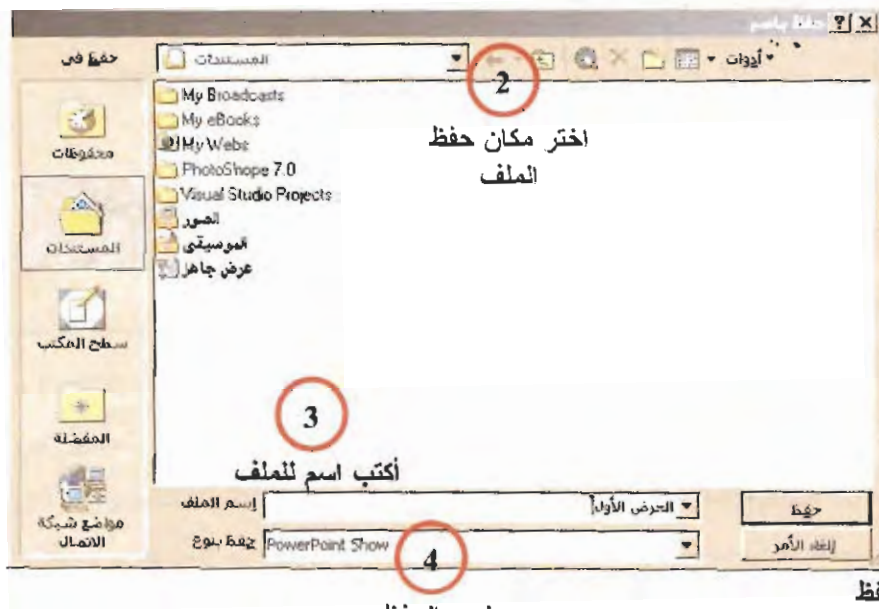 حفظ باسم
حفظ في
المستندات
أدوات
2
اختر مكان حفظ
الملف
My Broadcasts
My eBooks
My Webs
PhotoShope 7.0
Visual Studio Projects
الصور
الموسيقى
عرض جاهز
محفوظات
المستندات
سطح المكتب
المفضلة
مواضع شبكة
الاتصال
3
أكتب اسم للملف
إسم الملف
العرض الأول
حفظ
حفظ بنوع
PowerPoint Show
إلغاء الأمر
4